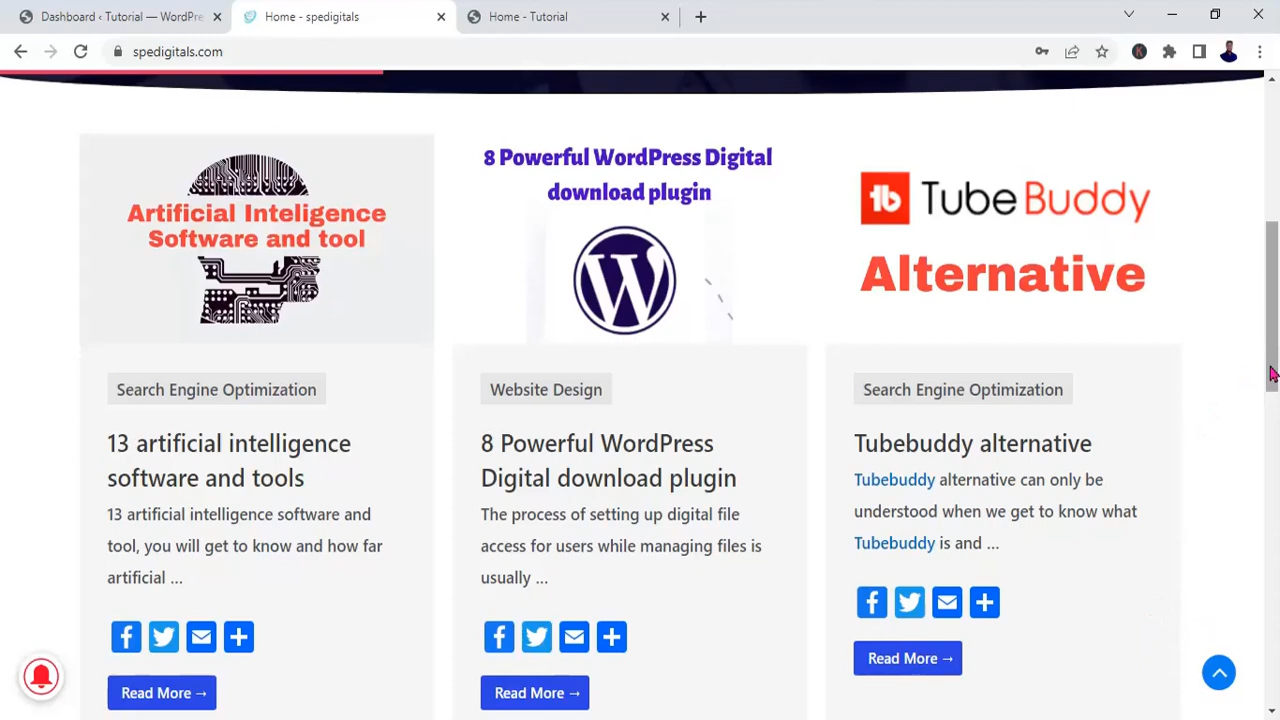 Dashboard ‹ Tutorial — WordPre
Home - spedigitals
Home - Tutorial
spedigitals.com
K
Artificial Inteligence
Software and tool
8 Powerful WordPress Digital
download plugin
W
tb TubeBuddy
Alternative
Search Engine Optimization
13 artificial intelligence
software and tools
13 artificial intelligence software and
tool, you will get to know and how far
artificial ...
Read More →
Website Design
8 Powerful WordPress
Digital download plugin
The process of setting up digital file
access for users while managing files is
usually ...
Read More →
Search Engine Optimization
Tubebuddy alternative
Tubebuddy alternative can only be
understood when we get to know what
Tubebuddy is and ...
Read More →